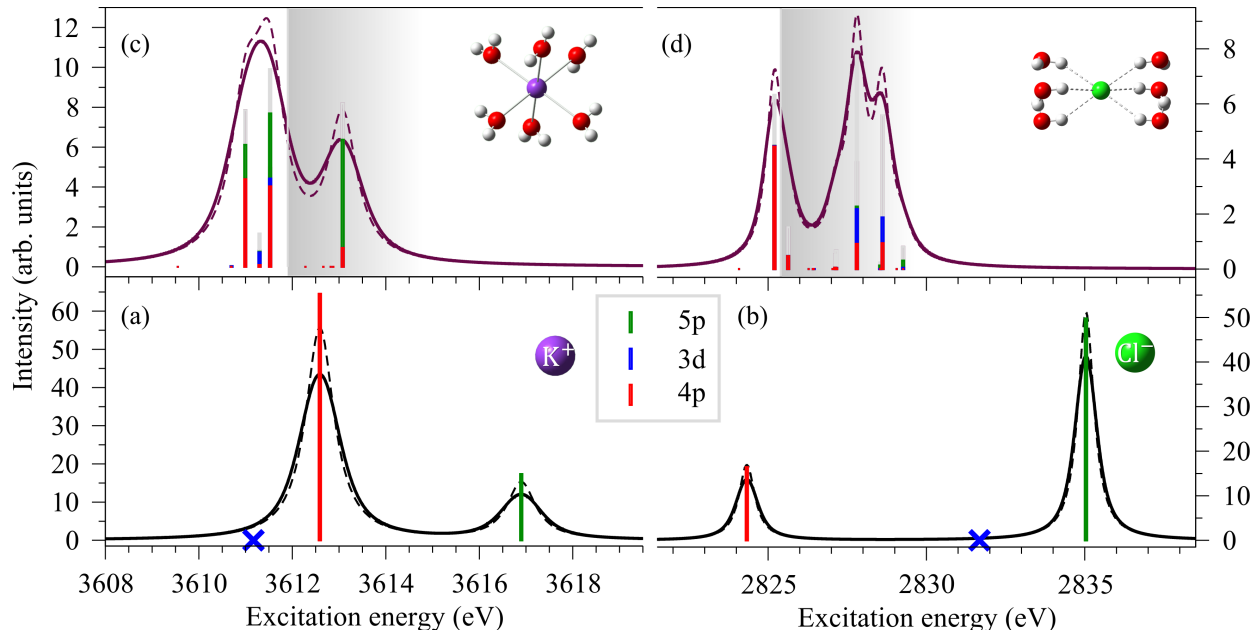 (c)
(d)
12
10
8
6
4
2
0
8
6
4
2
0
Intensity (arb. units)
(a)
(b)
60
50
40
30
20
10
0
50
40
30
20
10
0
K⁺
Cl⁻
5p
3d
4p
3608 3610 3612 3614 3616 3618
2825 2830 2835
Excitation energy (eV)
Excitation energy (eV)